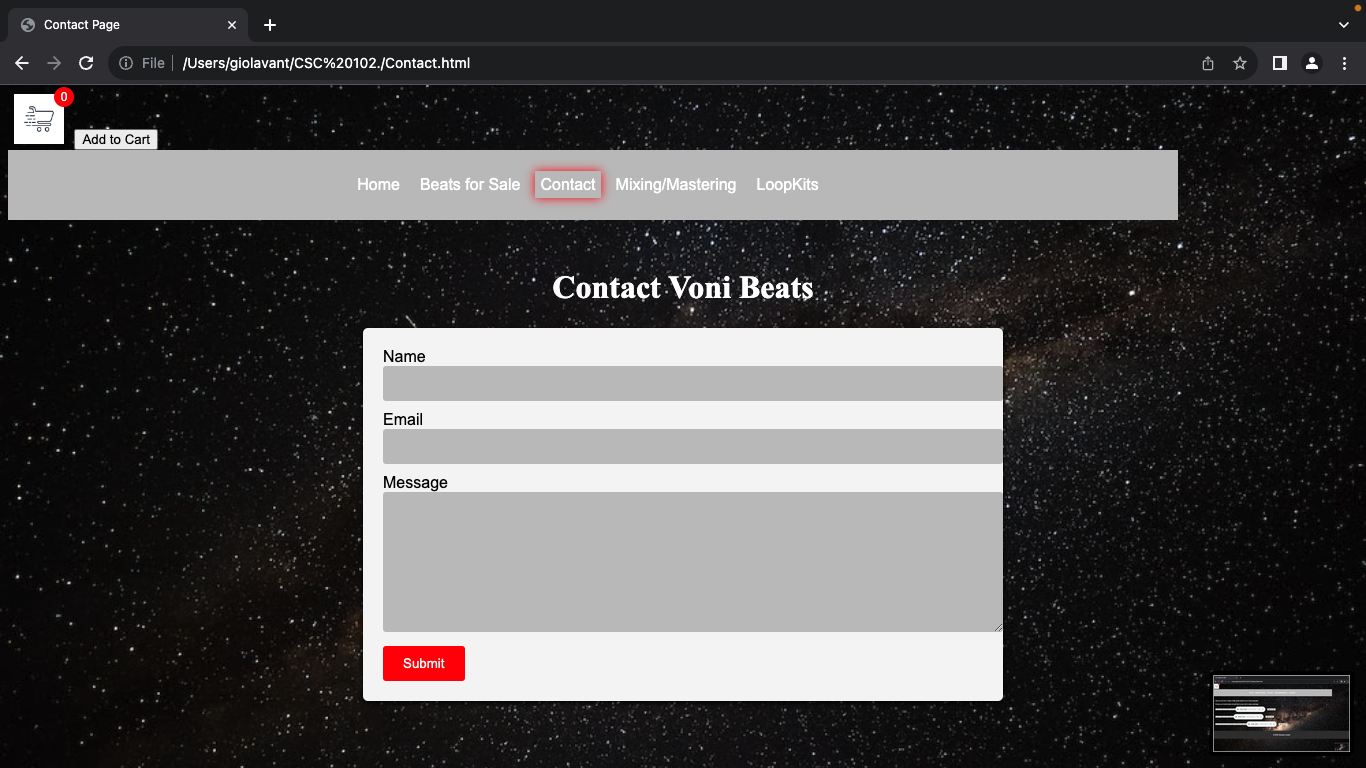 Contact Page
File
/Users/giolavant/CSC%20102./Contact.html
0
Add to Cart
Home Beats for Sale Contact Mixing/Mastering LoopKits
Contact Voni Beats
Name
Email
Message
Submit